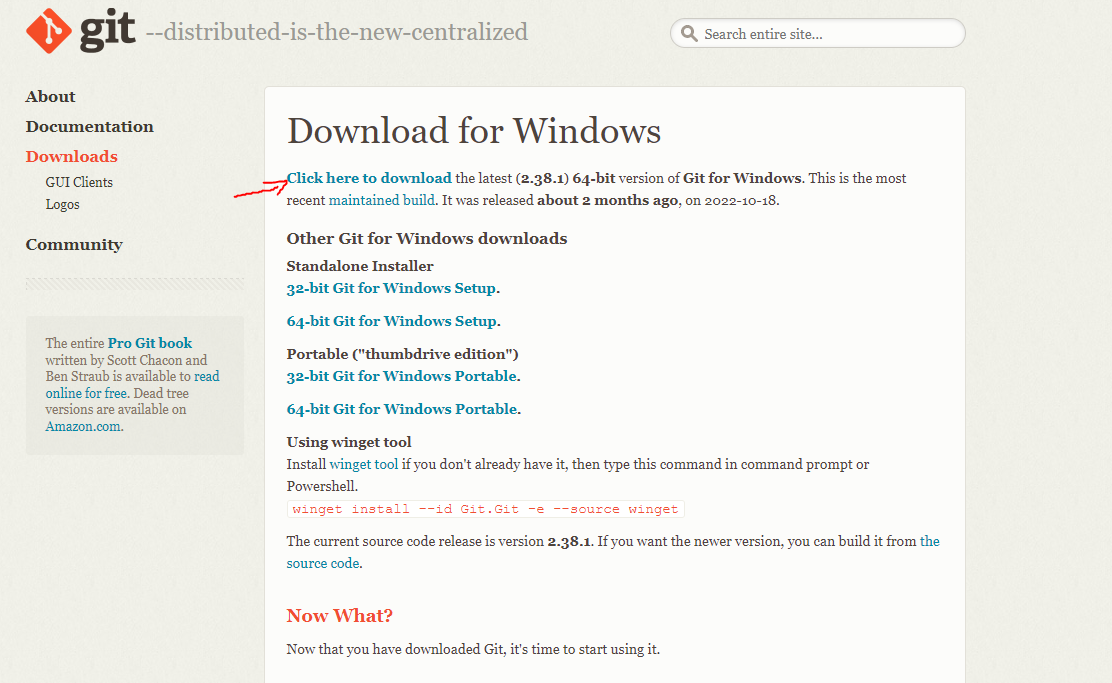 git --distributed-is-the-new-centralized
Search entire site...
About
Documentation
Downloads
GUI Clients
Logos
Community
The entire Pro Git book
written by Scott Chacon and
Ben Straub is available to read
online for free. Dead tree
versions are available on
Amazon.com.
Download for Windows
Click here to download the latest (2.38.1) 64-bit version of Git for Windows. This is the most
recent maintained build. It was released about 2 months ago, on 2022-10-18.
Other Git for Windows downloads
Standalone Installer
32-bit Git for Windows Setup.
64-bit Git for Windows Setup.
Portable ("thumbdrive edition")
32-bit Git for Windows Portable.
64-bit Git for Windows Portable.
Using winget tool
Install winget tool if you don't already have it, then type this command in command prompt or
Powershell.
winget install --id Git.Git -e --source winget
The current source code release is version 2.38.1. If you want the newer version, you can build it from the
source code.
Now What?
Now that you have downloaded Git, it's time to start using it.